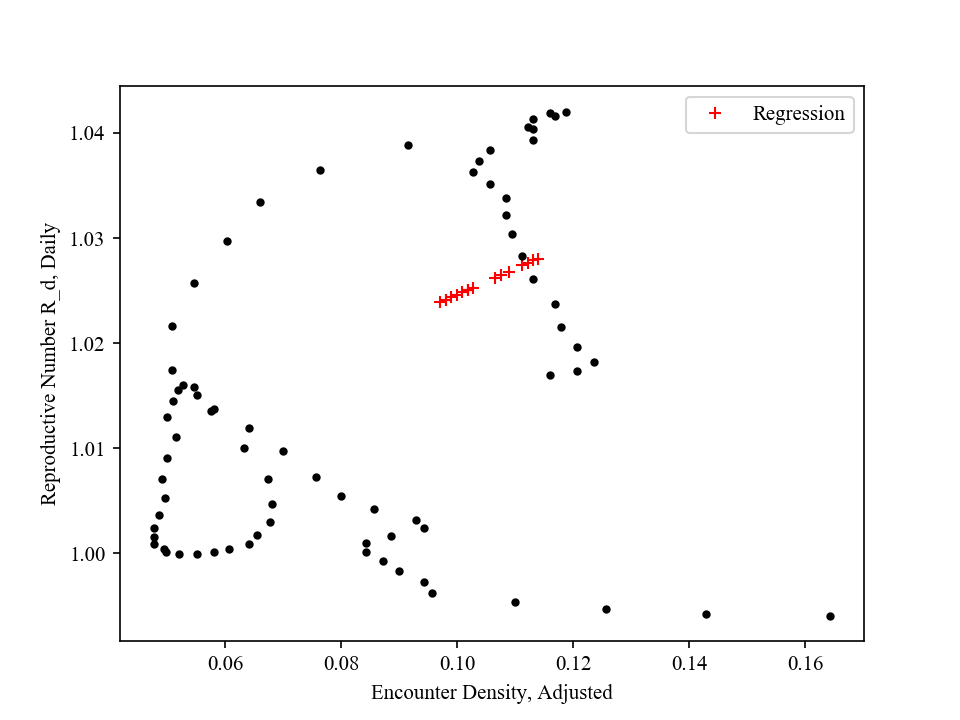 Regression
1.04
1.03
1.02
1.01
1.00
Reproductive Number R_d, Daily
0.06 0.08 0.10 0.12 0.14 0.16
Encounter Density, Adjusted